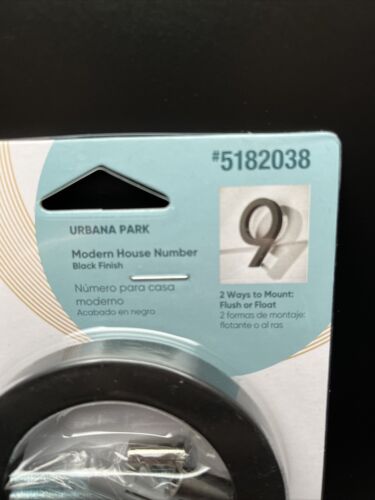 #5182038
URBANA PARK
Modern House Number
Black Finish
Número para casa
moderno
Acabado en negro
9
2 Ways to Mount:
Flush or Float
2 formas de montaje:
flotante o al ras